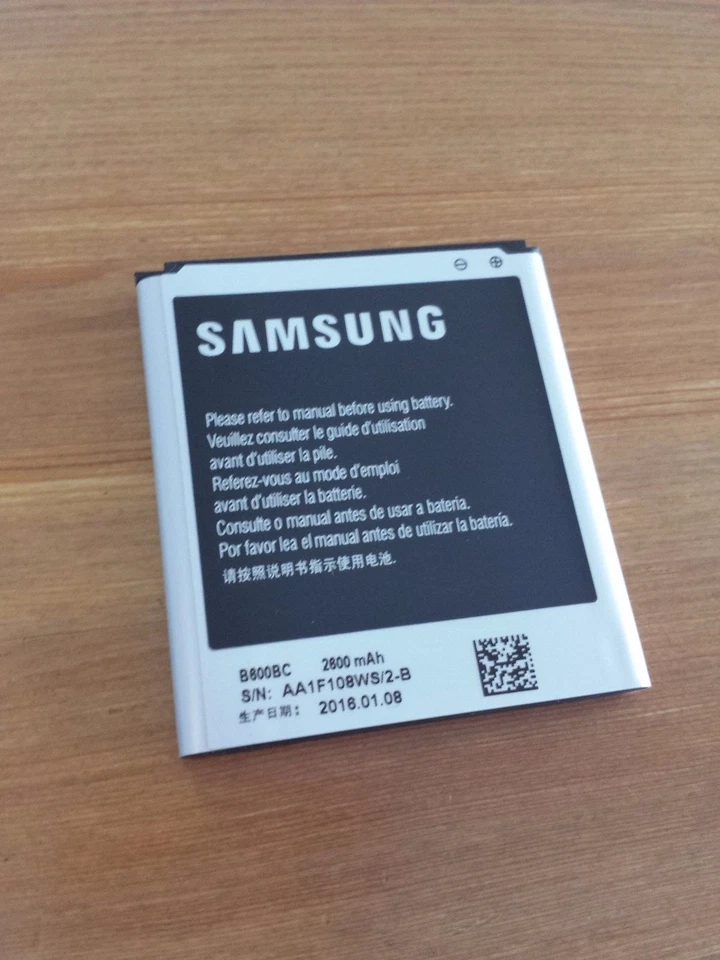 ⊖ ⊕
SAMSUNG
Please refer to manual before using battery.
Veuillez consulter le guide d'utilisation
avant d'utiliser la pile.
Referez-vous au mode d'emploi
avant d'utiliser la batterie.
Consulte o manual antes de usar a bateria.
Por favor lea el manual antes de utilizar la batería.
请按照说明书指示使用电池.
B600BC 2600 mAh
S/N: AA1F108WS/2-B
生产日期: 2016.01.08